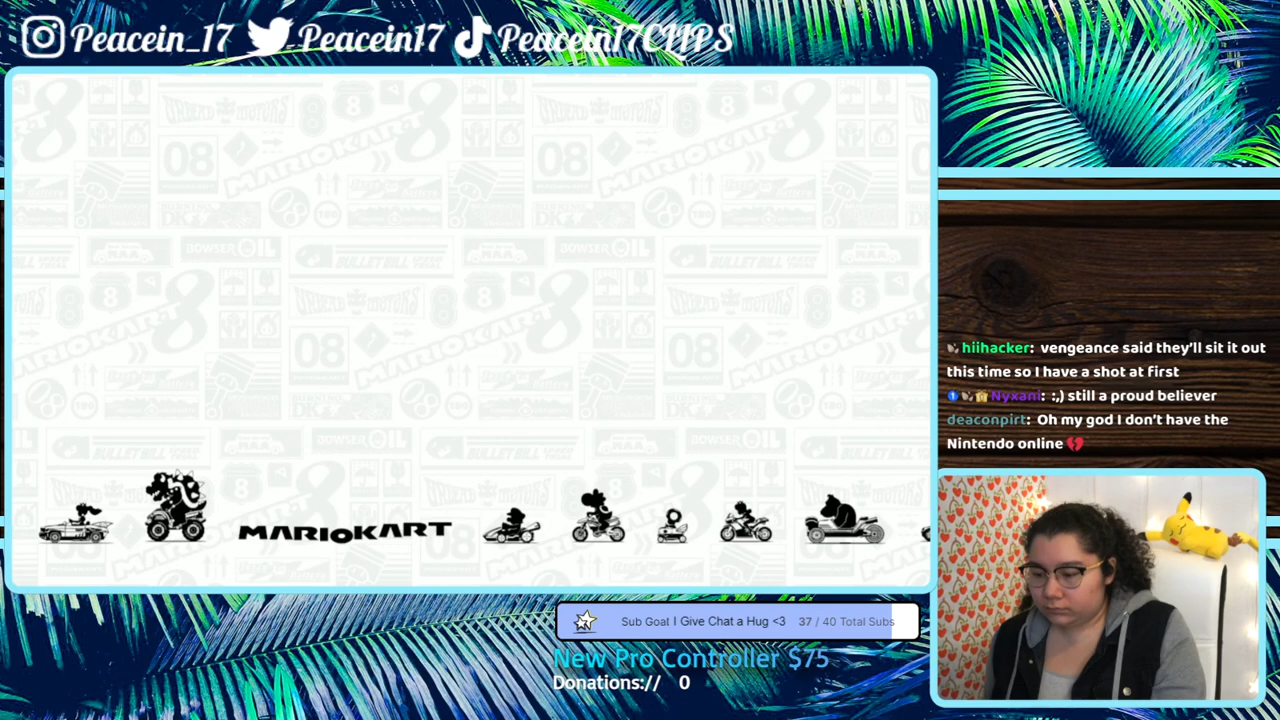 Peacein_17 Peacein17 Peacein17ClIPS
MARIOKART
hiihacker: vengeance said they'll sit it out
this time so I have a shot at first
Nyxani: :,) still a proud believer
deaconpirt: Oh my god I don't have the
Nintendo online💔
Sub Goal I Give Chat a Hug <3 37 / 40 Total Subs
New Pro Controller $75
Donations:// 0